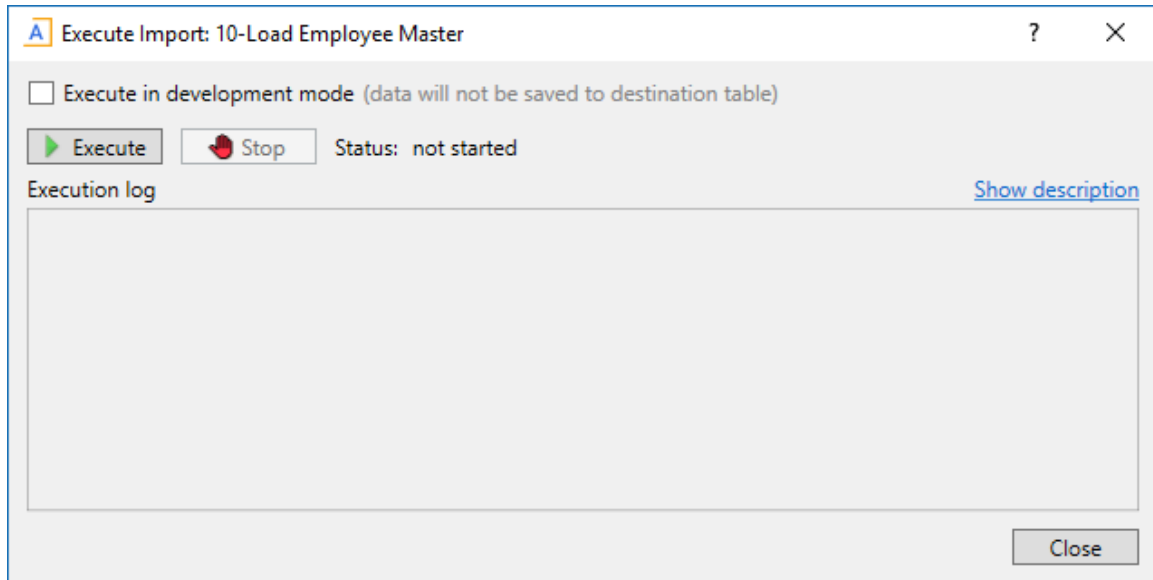 A Execute Import: 10-Load Employee Master ?
Execute in development mode (data will not be saved to destination table)
Execute Stop Status: not started
Execution log Show description
Close